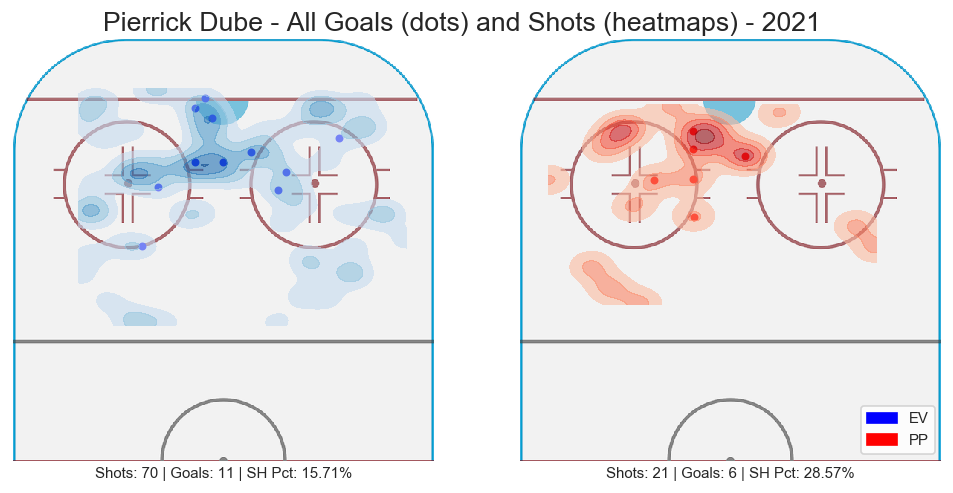 Pierrick Dube - All Goals (dots) and Shots (heatmaps) - 2021
EV
PP
Shots: 70 | Goals: 11 | SH Pct: 15.71%
Shots: 21 | Goals: 6 | SH Pct: 28.57%